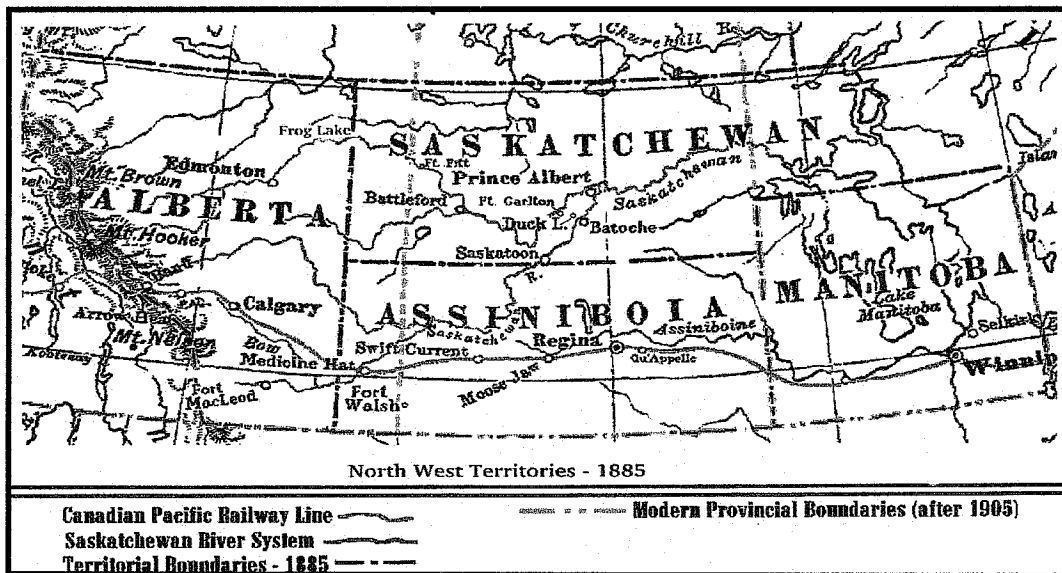 Churchill
Frog Lake
SASKATCHEWAN
Ft. Pitt
Edmonton
Mt. Brown
Prince Albert
Saskatchewan
ALBERTA
Battleford
Ft. Garlton
Duck L.
Batoche
Mt. Hooker
Saskatoon
R.
Banff
MANITOBA
Calgary
ASSINIBOIA
Lake
Manitoba
Saskatchewan
Assiniboine
Selkirk
Mt. Nelson
Bow
Regina
Kootenay
Medicine Hat
Swift Current
Qu'Appelle
Winnip
Fort
MacLeod
Fort
Walsh
Moose Jaw
North West Territories - 1885
Canadian Pacific Railway Line
Modern Provincial Boundaries (after 1905)
Saskatchewan River System
Territorial Boundaries - 1885